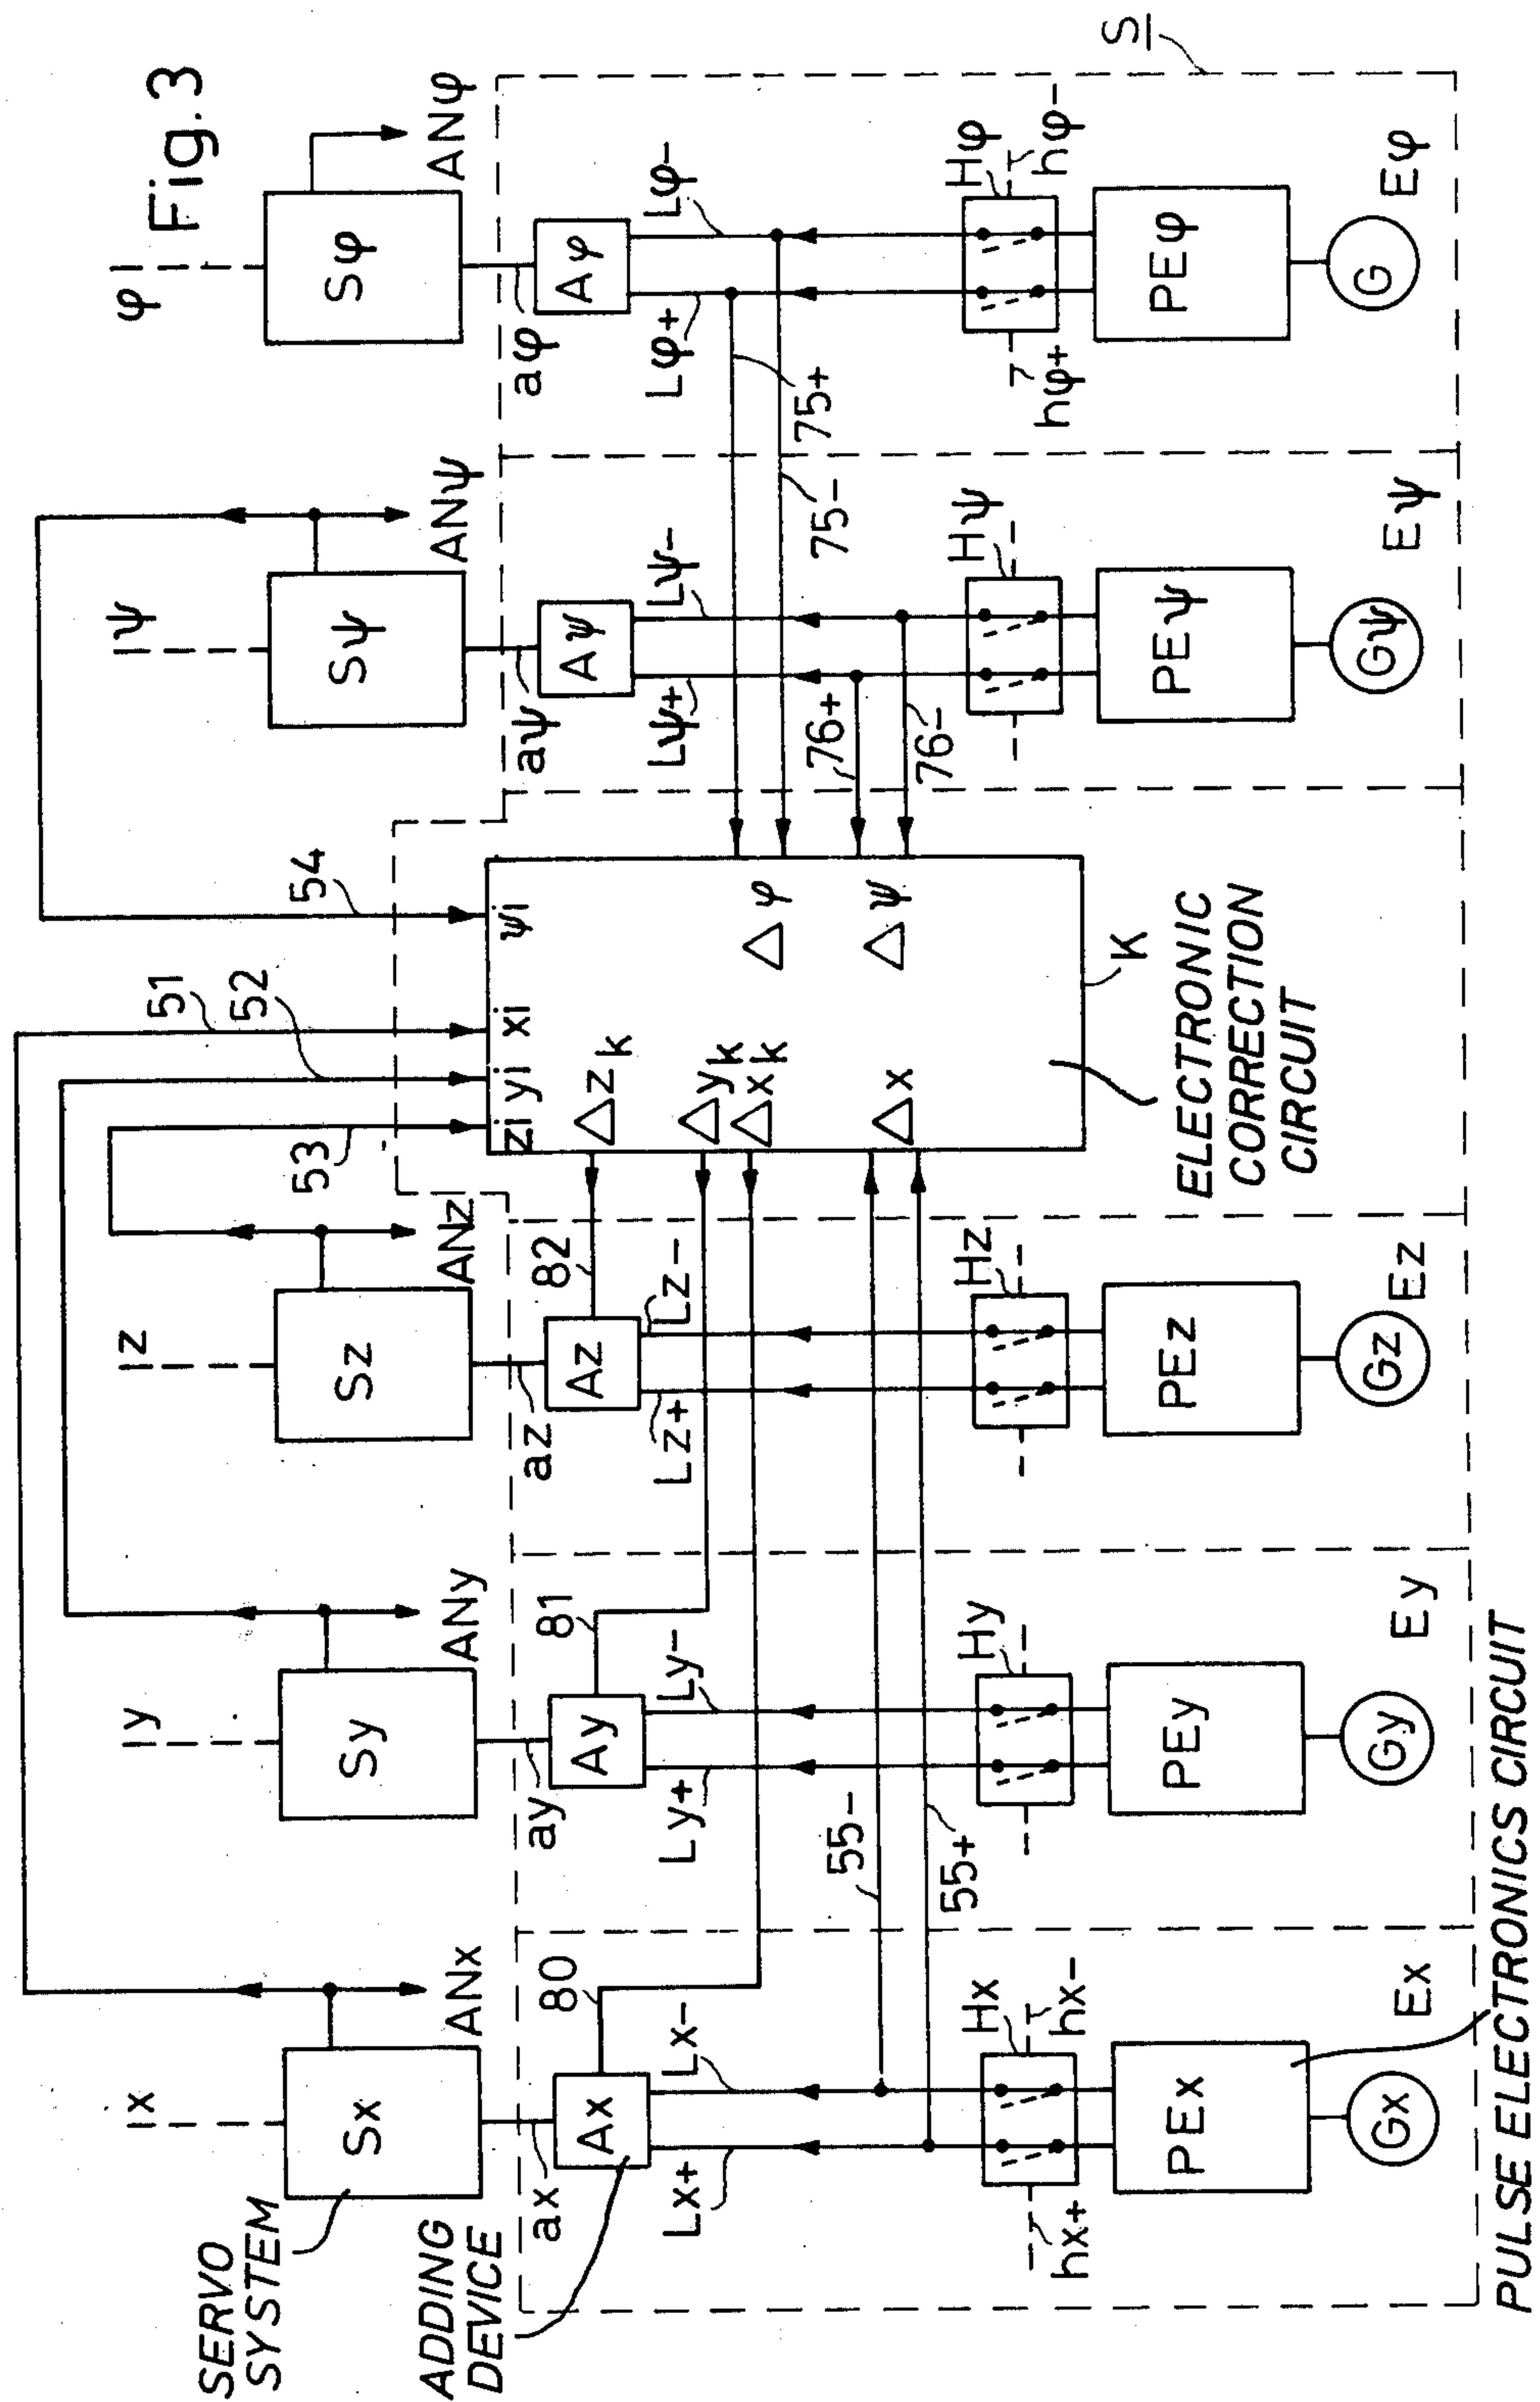 Fig. 3
x
y
z
ψ
φ
51
52
53
54
SERVO
SYSTEM
Sx
ANx
Sy
ANy
Sz
ANz
Sψ
ANψ
Sφ
ANφ
S
zi
yi
xi
ψi
ADDING
DEVICE
ax
Ax
80
ay
Ay
81
az
Az
82
aψ
Aψ
aφ
Aφ
Δzk
Δyk
Δxk
Δx
Δφ
Δψ
Lx+
Lx-
Ly+
Ly-
Lz+
Lz-
Lψ+
Lψ-
Lφ+
Lφ-
75+
75-
76+
76-
55-
55+
K
ELECTRONIC
CORRECTION
CIRCUIT
hx+
Hx
hx-
Hy
Hz
Hψ
hφ+
Hφ
hφ-
PEx
PEy
PEz
PEψ
PEφ
Gx
Ex
Gy
Ey
Gz
Ez
Gψ
Eψ
G
Eφ
PULSE ELECTRONICS CIRCUIT